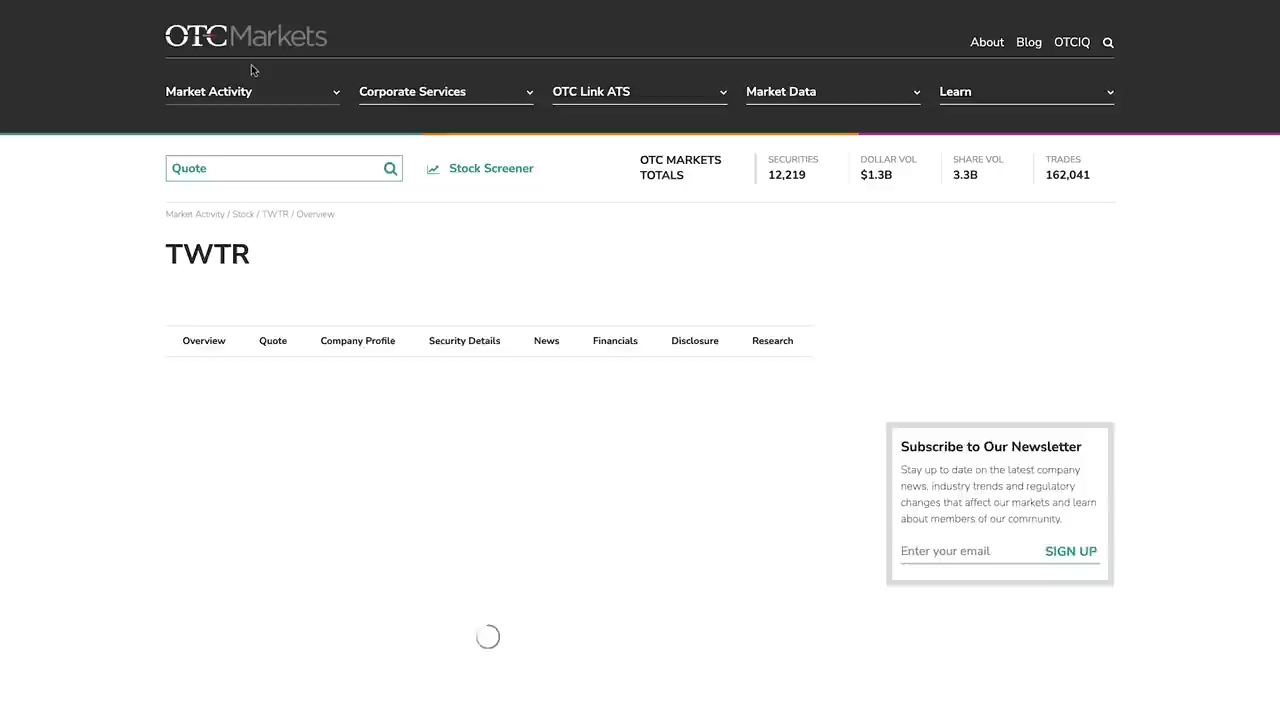 OTCMarkets
About Blog OTCIQ
Market Activity Corporate Services OTC Link ATS Market Data Learn
Quote
Stock Screener
OTC MARKETS TOTALS
SECURITIES 12,219
DOLLAR VOL $1.3B
SHARE VOL 3.3B
TRADES 162,041
Market Activity / Stock / TWTR / Overview
TWTR
Overview Quote Company Profile Security Details News Financials Disclosure Research
Subscribe to Our Newsletter
Stay up to date on the latest company
news, industry trends and regulatory
changes that affect our markets and learn
about members of our community.
Enter your email SIGN UP